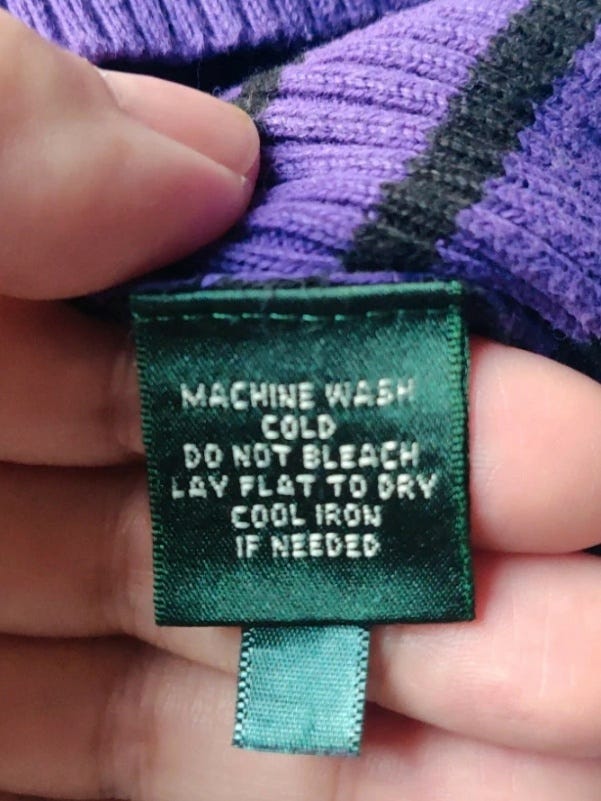 MACHINE WASH
COLD
DO NOT BLEACH
LAY FLAT TO DRY
COOL IRON
IF NEEDED